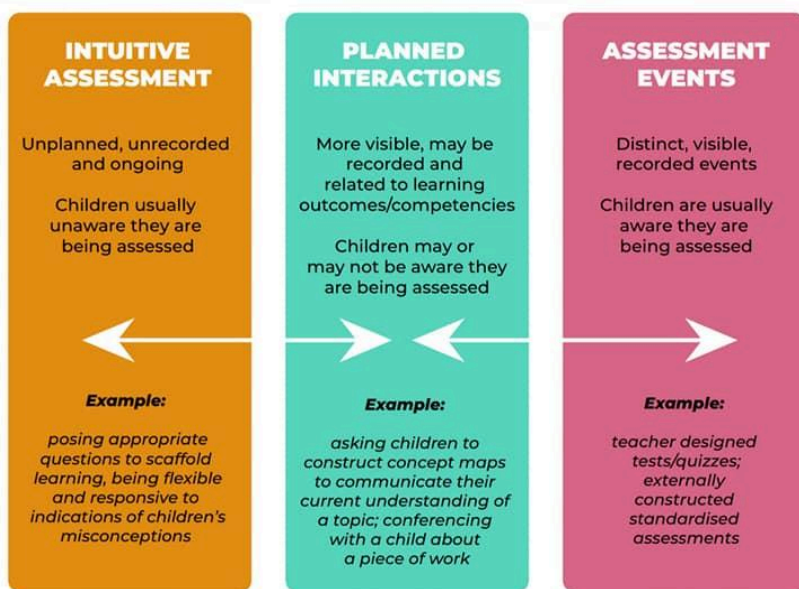 INTUITIVE
ASSESSMENT
Unplanned, unrecorded
and ongoing
Children usually
unaware they are
being assessed
Example:
posing appropriate
questions to scaffold
learning, being flexible
and responsive to
indications of children's
misconceptions
PLANNED
INTERACTIONS
More visible, may be
recorded and
related to learning
outcomes/competencies
Children may or
may not be aware they
are being assessed
Example:
asking children to
construct concept maps
to communicate their
current understanding of
a topic; conferencing
with a child about
a piece of work
ASSESSMENT
EVENTS
Distinct, visible,
recorded events
Children are usually
aware they are
being assessed
Example:
teacher designed
tests/quizzes;
externally
constructed
standardised
assessments